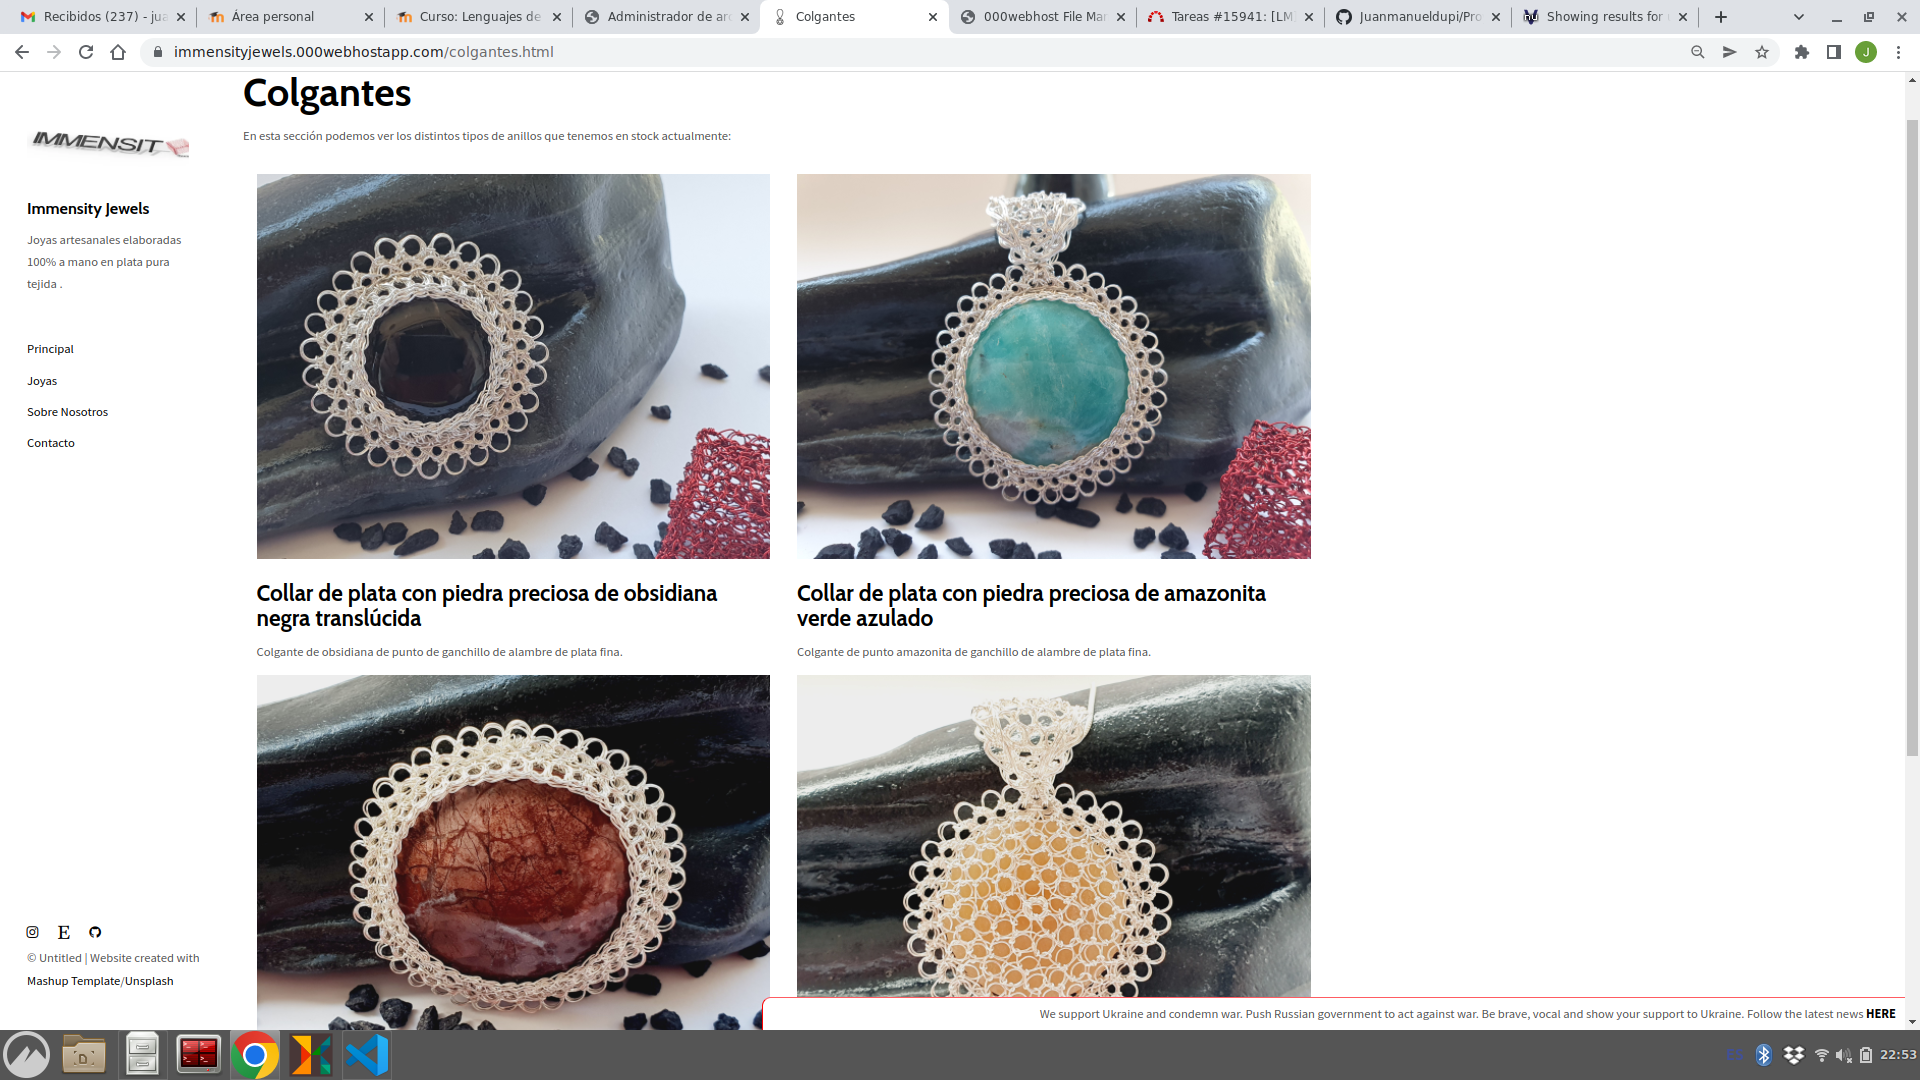 Recibidos (237) - jua
Área personal
Curso: Lenguajes de
Administrador de arc
Colgantes
000webhost File Man
Tareas #15941: [LM]
Juanmanueldupi/Pro
Showing results for
immensityjewels.000webhostapp.com/colgantes.html
J
IMMENSIT
Immensity Jewels
Joyas artesanales elaboradas
100% a mano en plata pura
tejida .
Principal
Joyas
Sobre Nosotros
Contacto
Colgantes
En esta sección podemos ver los distintos tipos de anillos que tenemos en stock actualmente:
Collar de plata con piedra preciosa de obsidiana
negra translúcida
Colgante de obsidiana de punto de ganchillo de alambre de plata fina.
Collar de plata con piedra preciosa de amazonita
verde azulado
Colgante de punto amazonita de ganchillo de alambre de plata fina.
E
© Untitled | Website created with
Mashup Template/Unsplash
We support Ukraine and condemn war. Push Russian government to act against war. Be brave, vocal and show your support to Ukraine. Follow the latest news HERE
D
ES
22:53